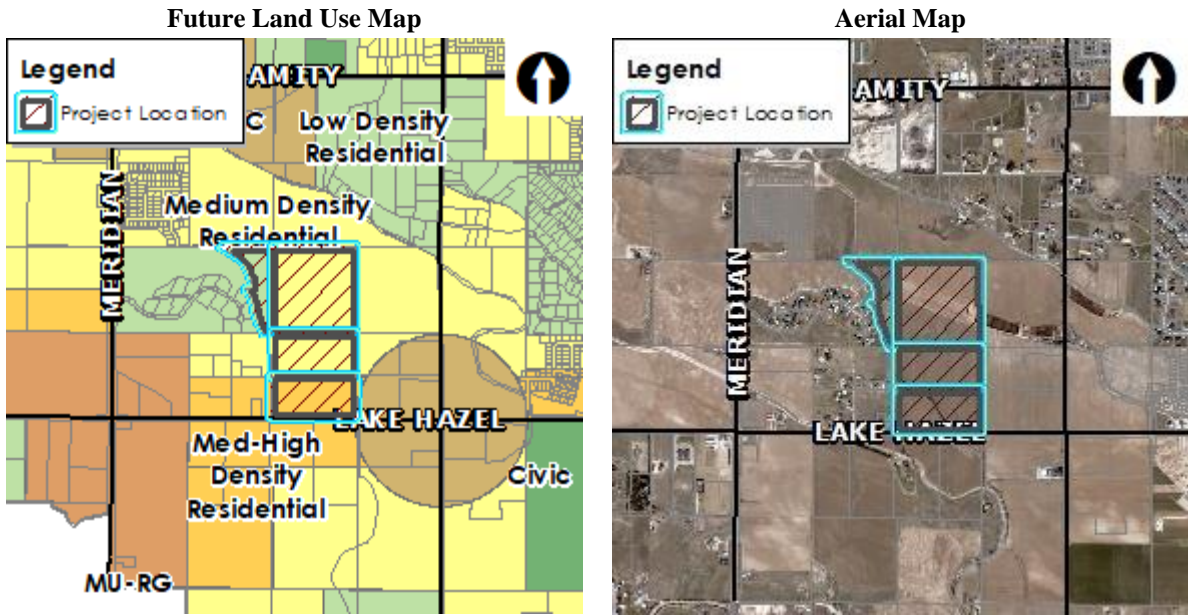 Future Land Use Map
Legend
Project Location
AMITY
C
Low Density
Residential
Medium Density
Residential
MERIDIAN
LAKE HAZEL
Med-High
Density
Residential
Civic
MU-RG
Aerial Map
Legend
Project Location
AMITY
MERIDIAN
LAKE HAZEL